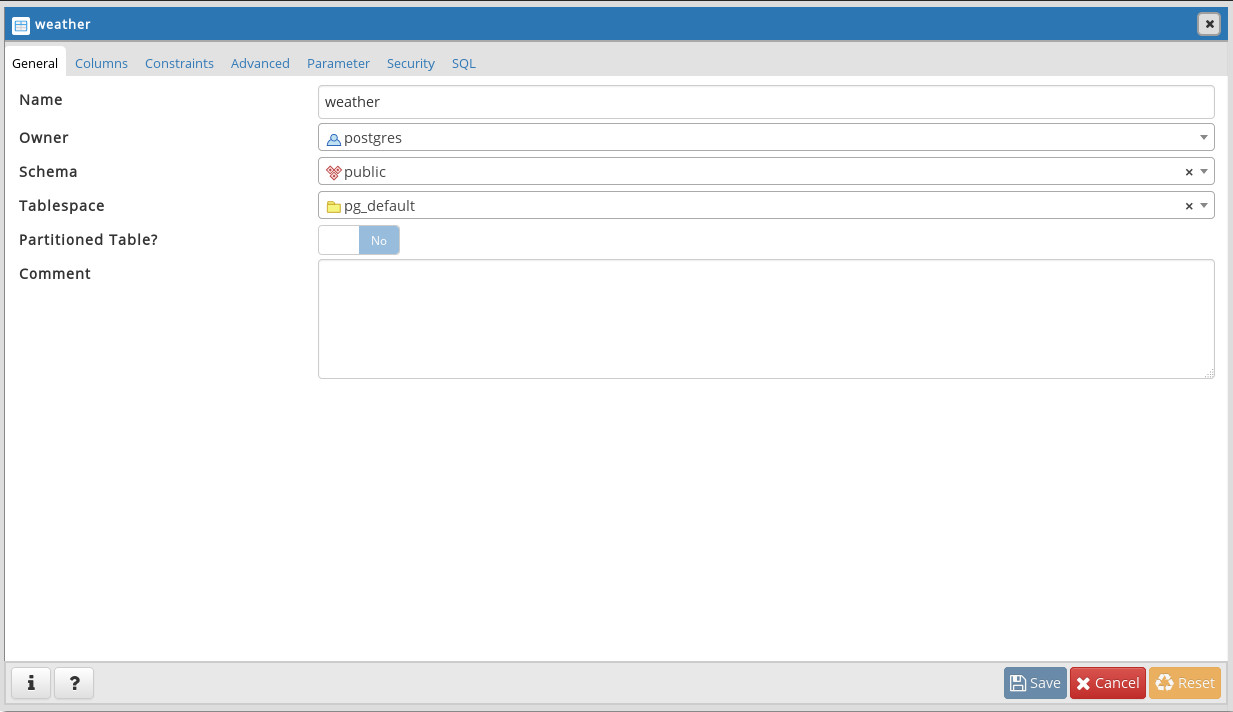 weather
General Columns Constraints Advanced Parameter Security SQL
Name weather
Owner postgres
Schema public ×
Tablespace pg_default ×
Partitioned Table? No
Comment
i ? Save Cancel Reset